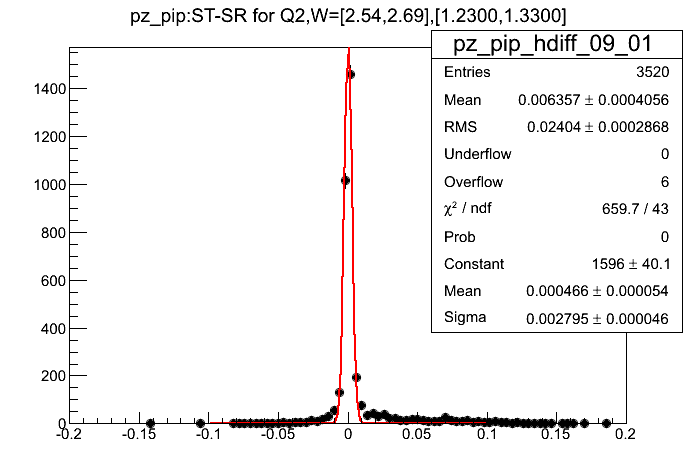 pz_pip:ST-SR for Q2,W=[2.54,2.69],[1.2300,1.3300]
pz_pip_hdiff_09_01
Entries 3520
Mean 0.006357 ± 0.0004056
RMS 0.02404 ± 0.0002868
Underflow 0
Overflow 6
χ² / ndf 659.7 / 43
Prob 0
Constant 1596 ± 40.1
Mean 0.000466 ± 0.000054
Sigma 0.002795 ± 0.000046
1400
1200
1000
800
600
400
200
0
-0.2 -0.15 -0.1 -0.05 0 0.05 0.1 0.15 0.2